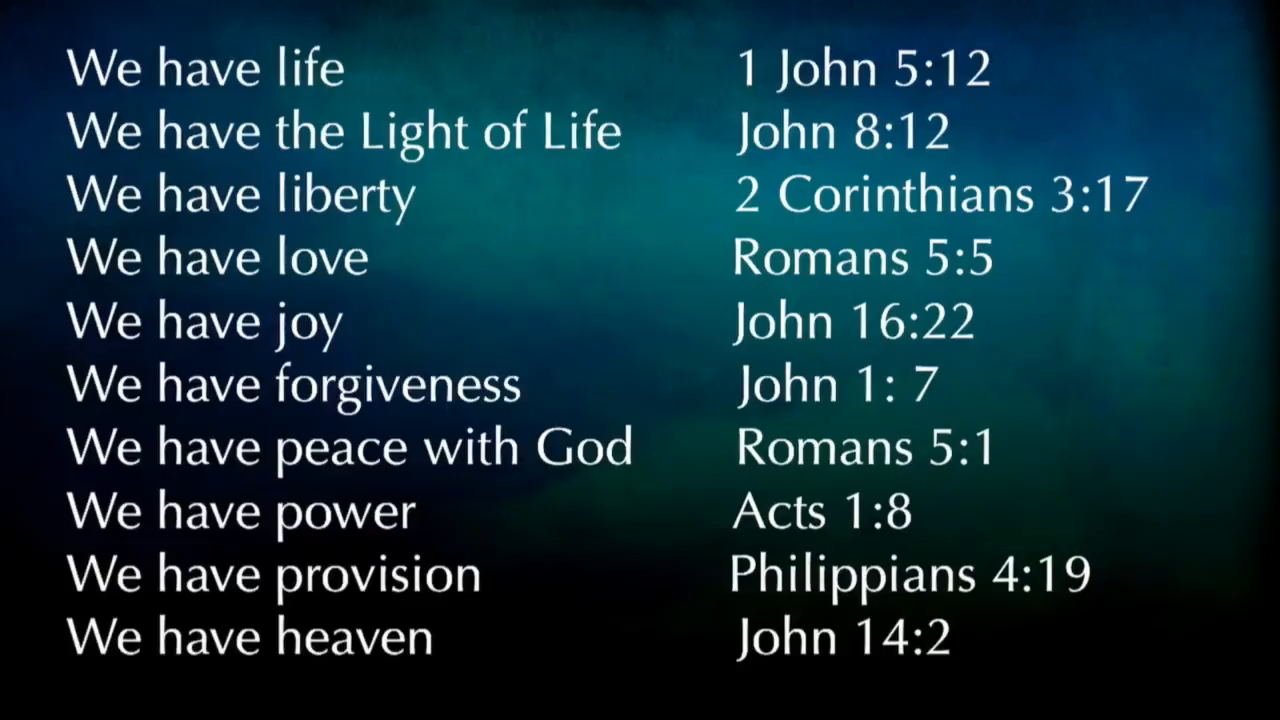 We have life 1 John 5:12
We have the Light of Life John 8:12
We have liberty 2 Corinthians 3:17
We have love Romans 5:5
We have joy John 16:22
We have forgiveness John 1: 7
We have peace with God Romans 5:1
We have power Acts 1:8
We have provision Philippians 4:19
We have heaven John 14:2